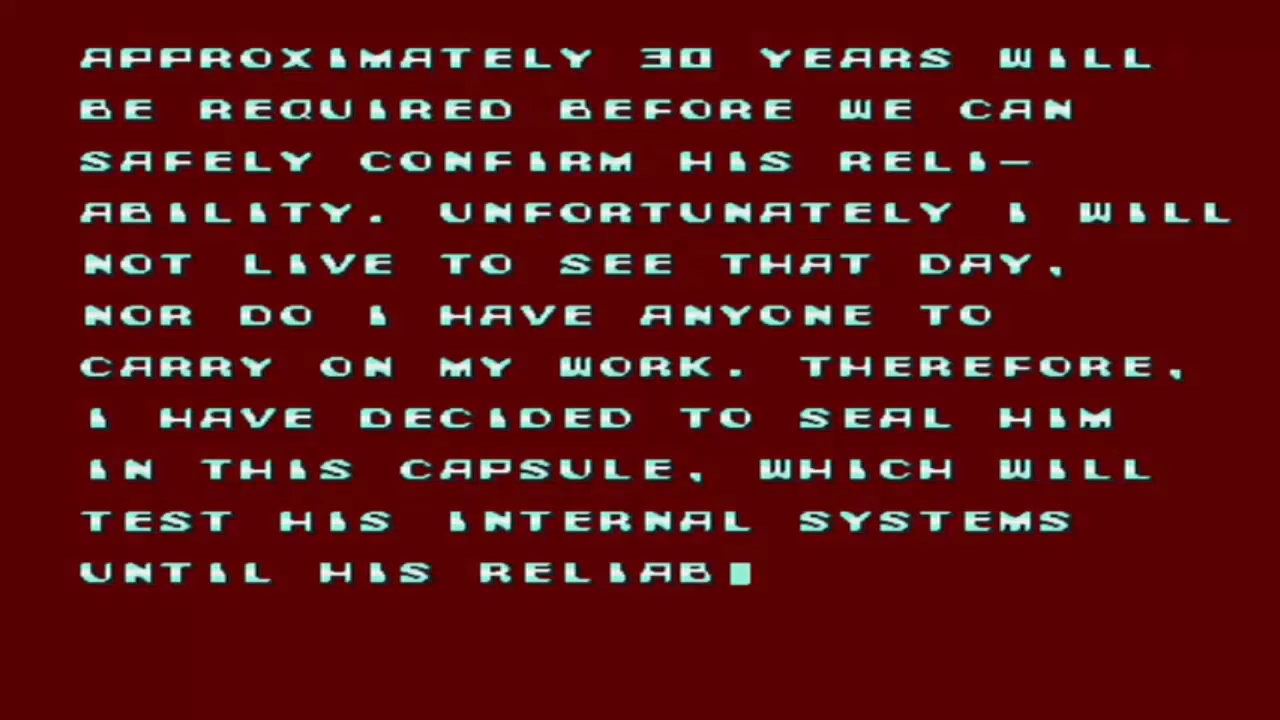 APPROXIMATELY 30 YEARS WILL
BE REQUIRED BEFORE WE CAN
SAFELY CONFIRM HIS RELI-
ABILITY. UNFORTUNATELY I WILL
NOT LIVE TO SEE THAT DAY,
NOR DO I HAVE ANYONE TO
CARRY ON MY WORK. THEREFORE,
I HAVE DECIDED TO SEAL HIM
IN THIS CAPSULE, WHICH WILL
TEST HIS INTERNAL SYSTEMS
UNTIL HIS RELIAB